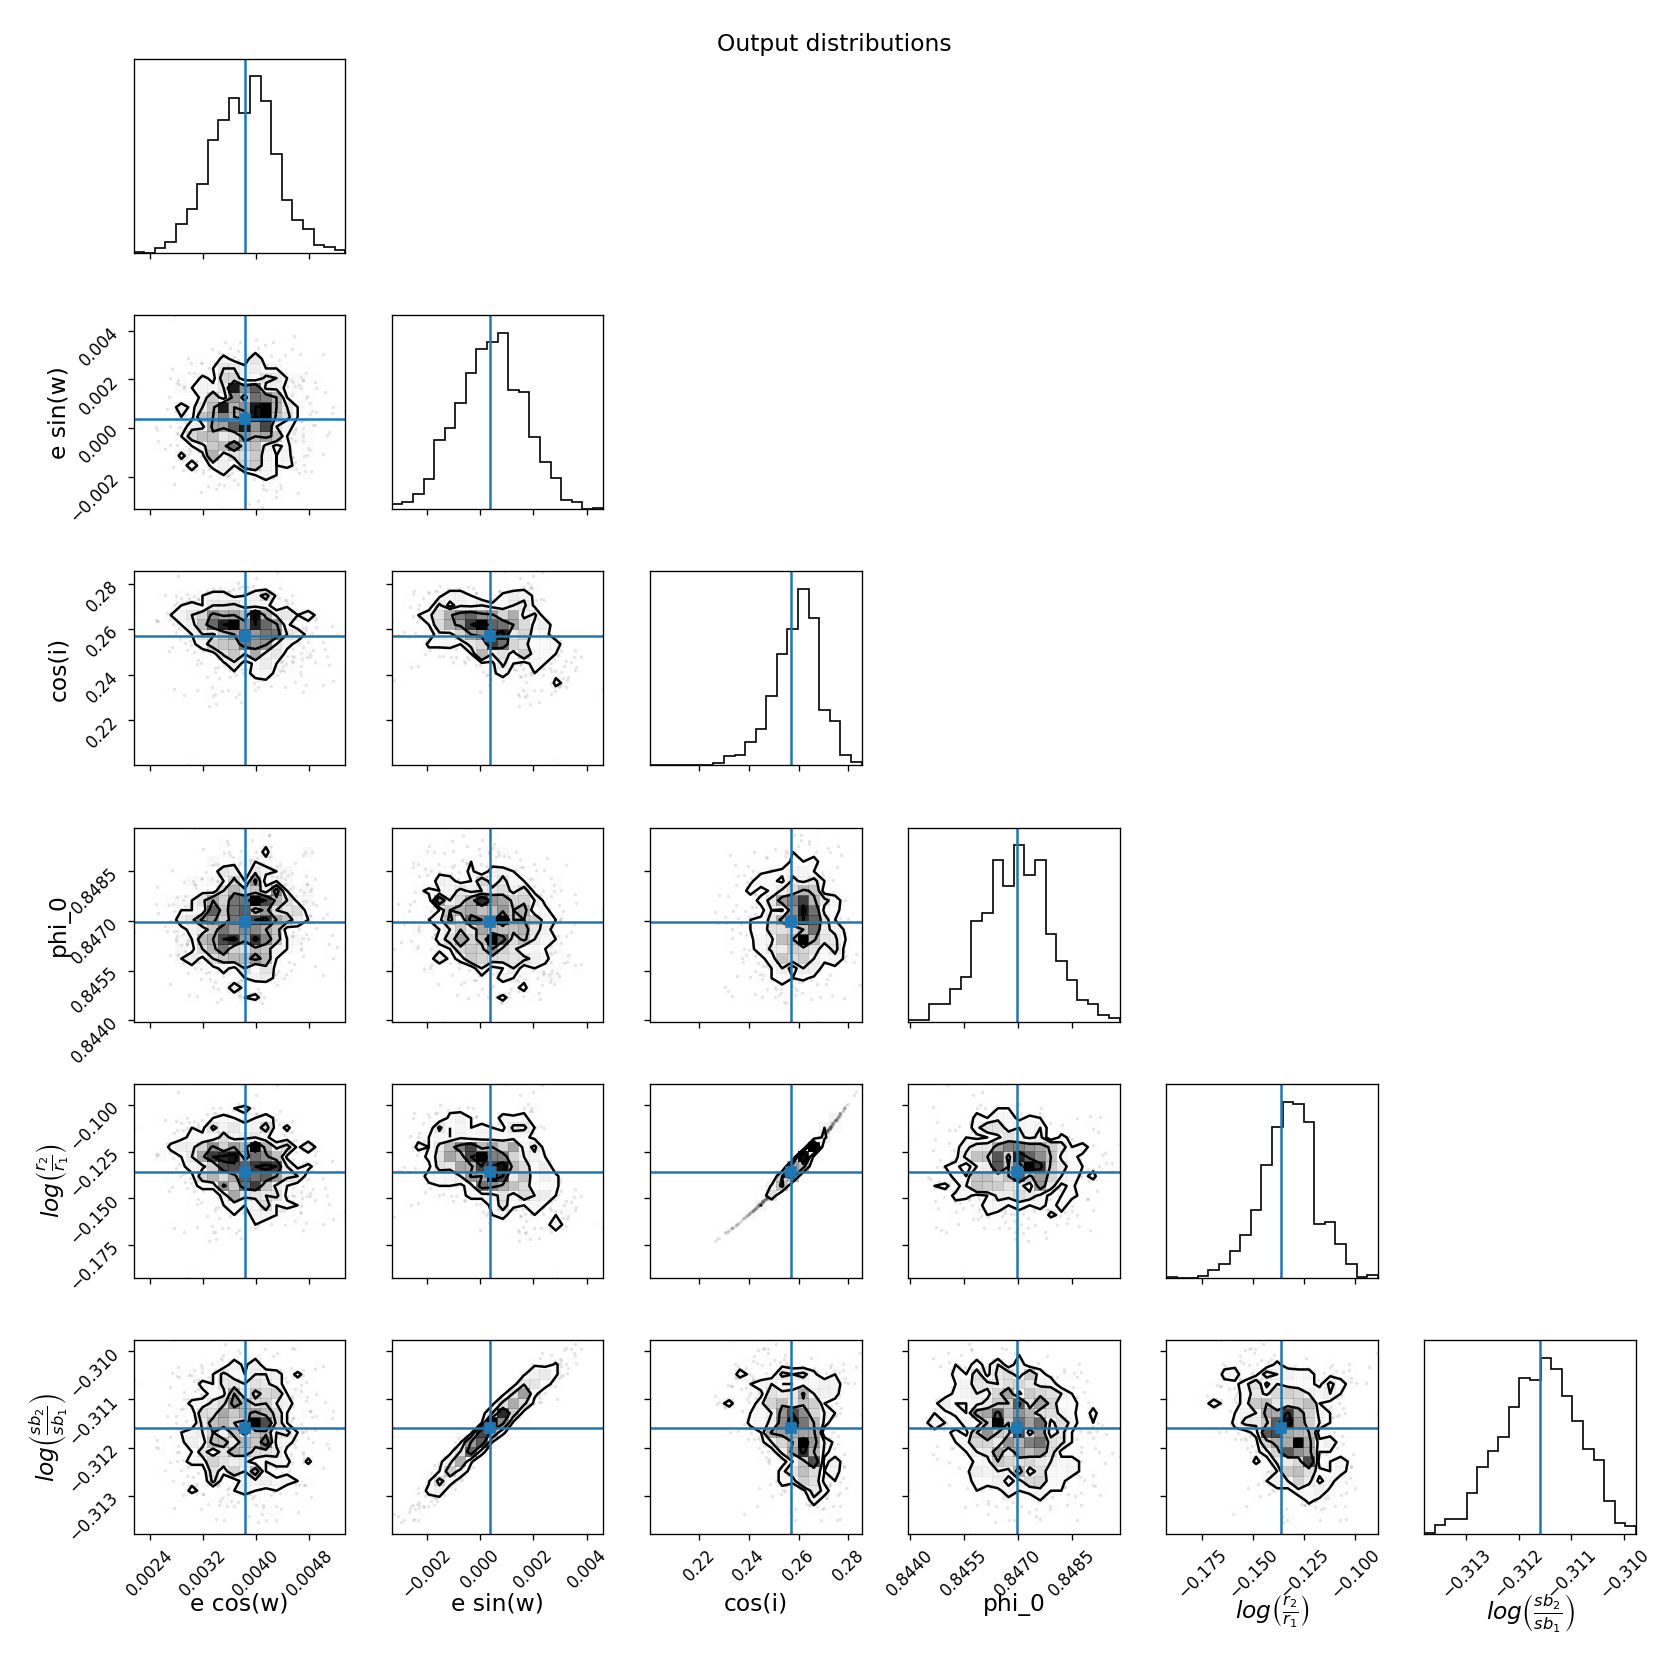 Output distributions
e sin(w)
0.004
0.002
0.000
−0.002
cos(i)
0.28
0.26
0.24
0.22
phi_0
0.8485
0.8470
0.8455
0.8440
log(r₂/r₁)
−0.100
−0.125
−0.150
−0.175
log(sb₂/sb₁)
−0.310
−0.311
−0.312
−0.313
0.0024 0.0032 0.0040 0.0048 −0.002 0.000 0.002 0.004 0.22 0.24 0.26 0.28 0.8440 0.8455 0.8470 0.8485 −0.175 −0.150 −0.125 −0.100 −0.313 −0.312 −0.311 −0.310
e cos(w) e sin(w) cos(i) phi_0 log(r₂/r₁) log(sb₂/sb₁)